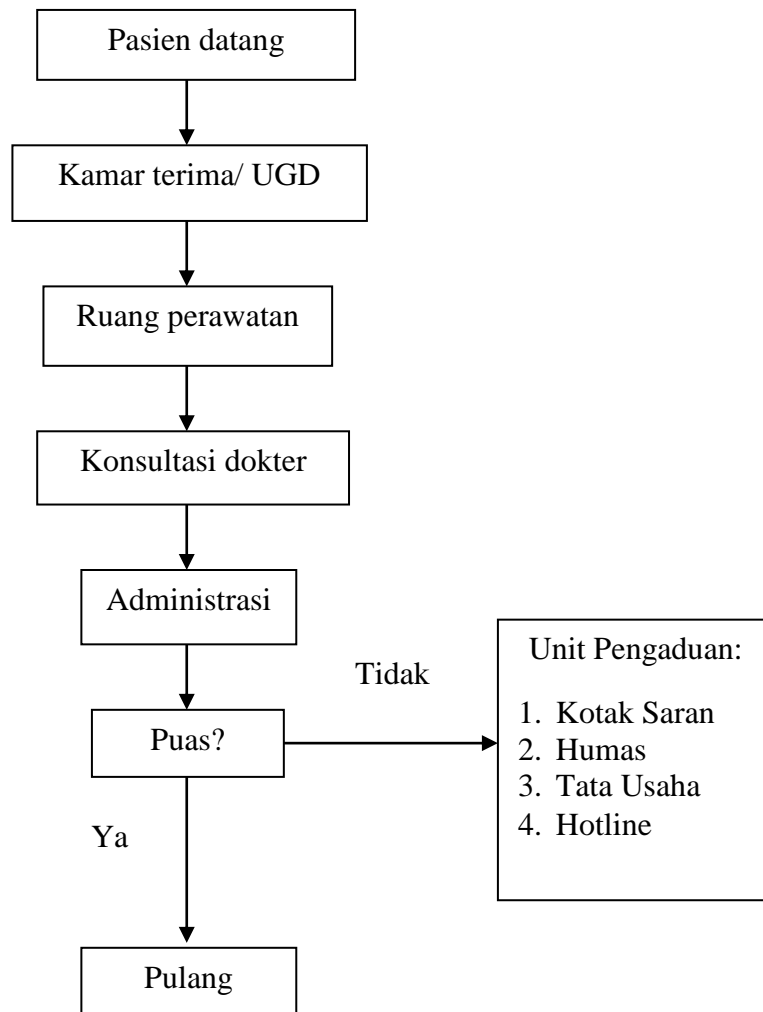 Pasien datang
Kamar terima/ UGD
Ruang perawatan
Konsultasi dokter
Administrasi
Tidak
Puas?
Ya
Pulang
Unit Pengaduan:
1. Kotak Saran
2. Humas
3. Tata Usaha
4. Hotline